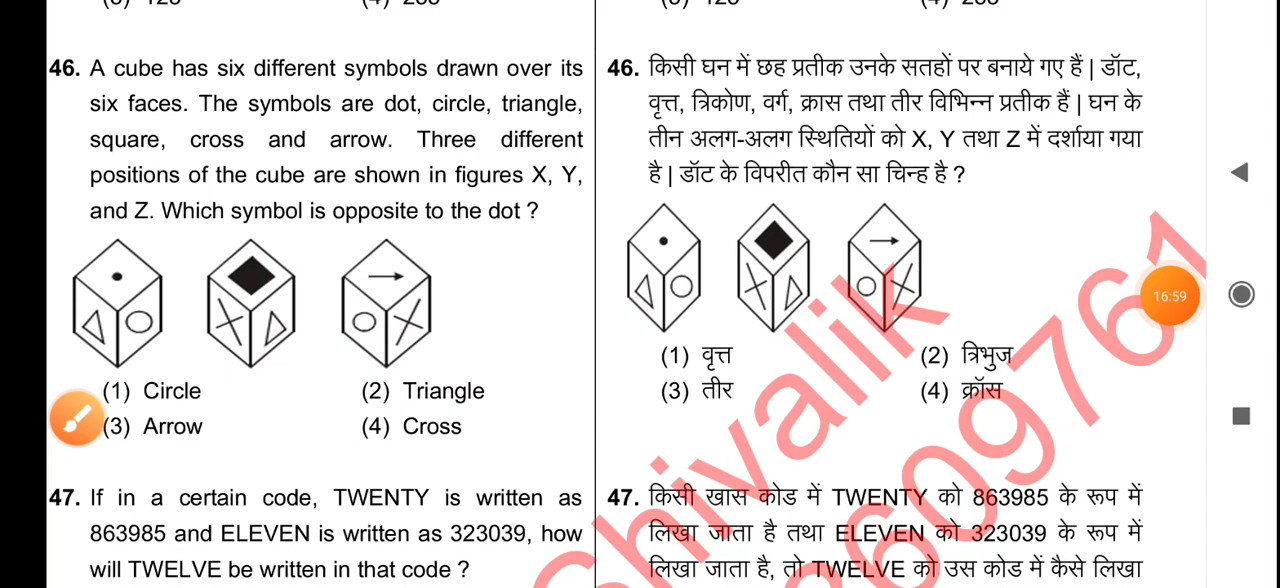 46. A cube has six different symbols drawn over its
six faces. The symbols are dot, circle, triangle,
square, cross and arrow. Three different
positions of the cube are shown in figures X, Y,
and Z. Which symbol is opposite to the dot ?
(1) Circle (2) Triangle
(3) Arrow (4) Cross
47. If in a certain code, TWENTY is written as
863985 and ELEVEN is written as 323039, how
will TWELVE be written in that code ?
46. किसी घन में छह प्रतीक उनके सतहों पर बनाये गए हैं | डॉट,
वृत्त, त्रिकोण, वर्ग, क्रास तथा तीर विभिन्न प्रतीक हैं | घन के
तीन अलग-अलग स्थितियों को X, Y तथा Z में दर्शाया गया
है | डॉट के विपरीत कौन सा चिन्ह है ?
(1) वृत्त (2) त्रिभुज
(3) तीर (4) क्रॉस
47. किसी खास कोड में TWENTY को 863985 के रूप में
लिखा जाता है तथा ELEVEN को 323039 के रूप में
लिखा जाता है, तो TWELVE को उस कोड में कैसे लिखा
16:59